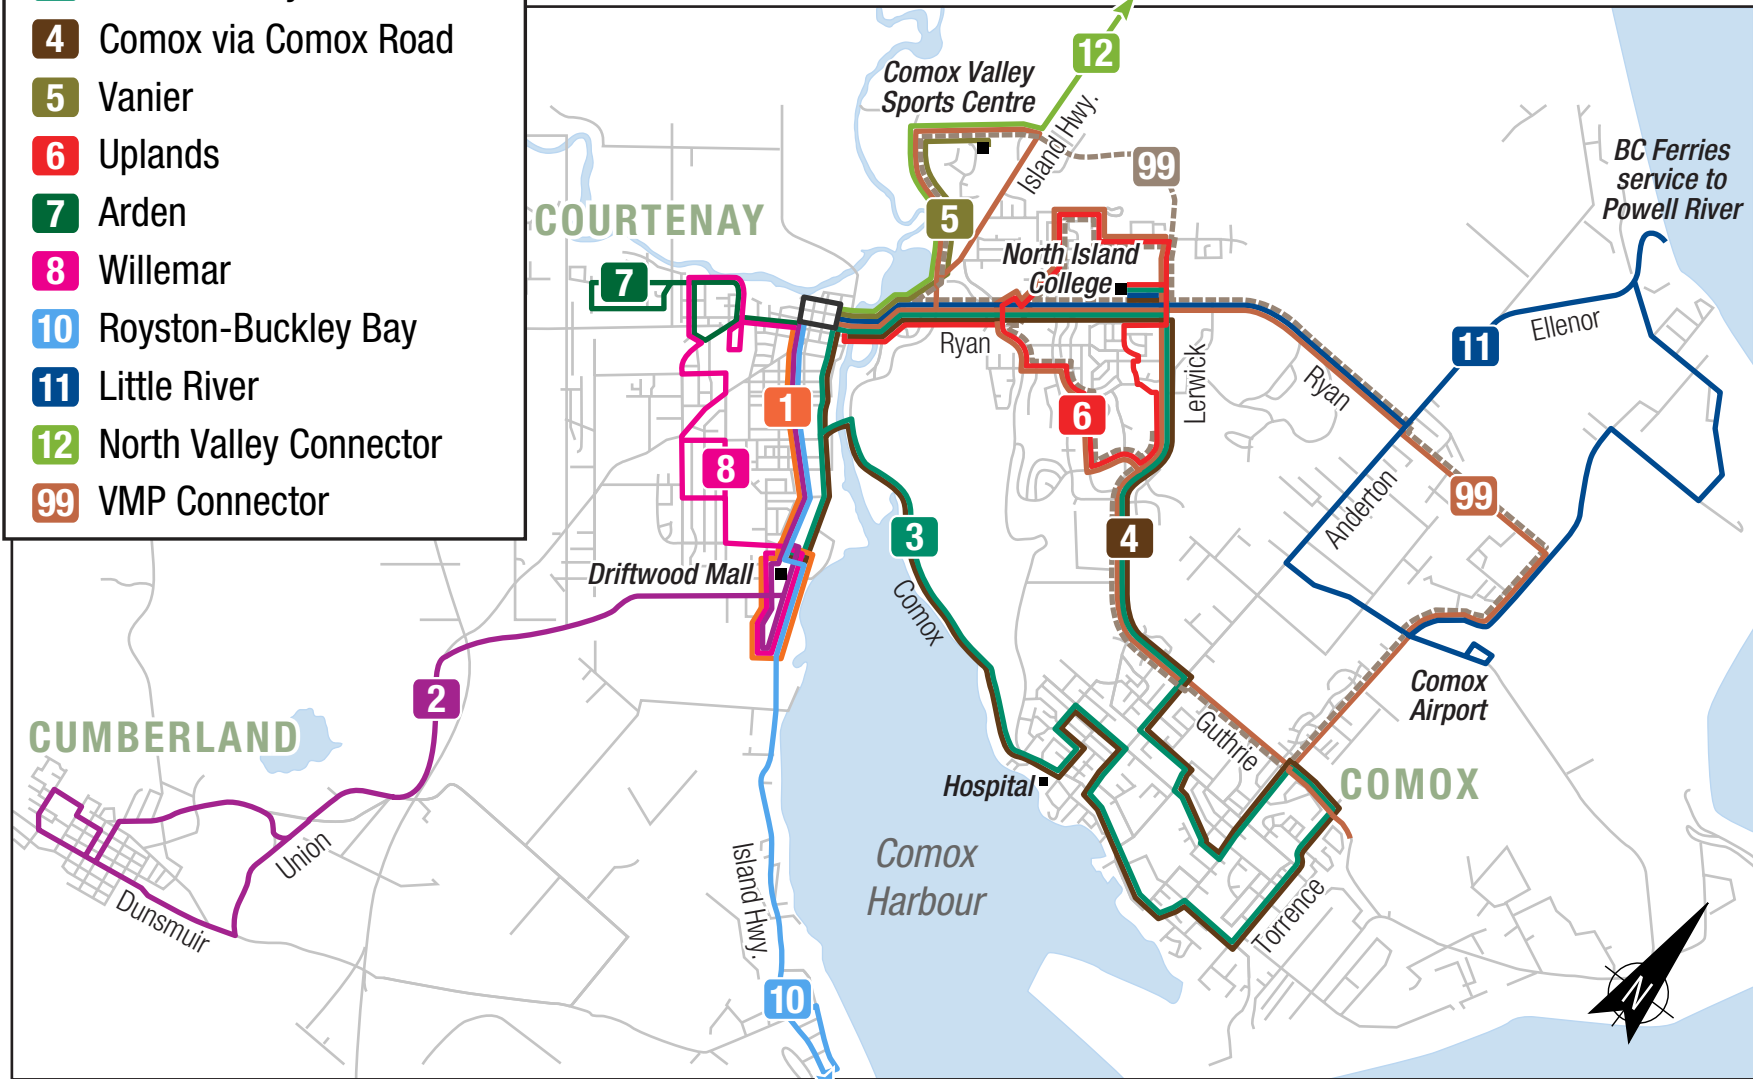 4 Comox via Comox Road
5 Vanier
6 Uplands
7 Arden
8 Willemar
10 Royston-Buckley Bay
11 Little River
12 North Valley Connector
99 VMP Connector
12
Comox Valley
Sports Centre
Island Hwy.
99
BC Ferries
service to
Powell River
COURTENAY
5
North Island
College
7
Ryan
11
Ellenor
Lerwick
Ryan
1
6
8
Anderton
99
3
4
Driftwood Mall
Comox
2
Comox
Airport
CUMBERLAND
Guthrie
Hospital
COMOX
Union
Island Hwy.
Comox
Harbour
Dunsmuir
Torrence
10
N